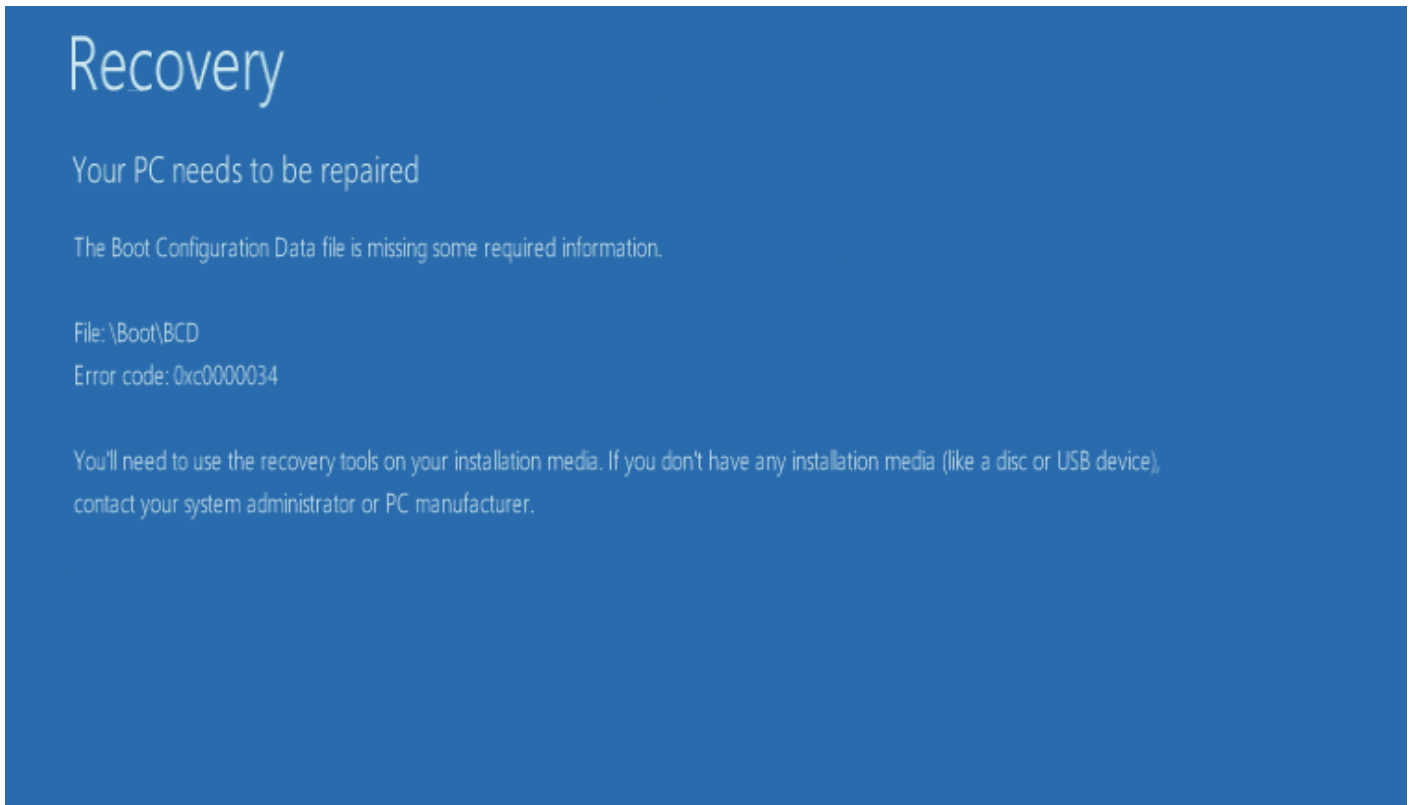 Recovery
Your PC needs to be repaired
The Boot Configuration Data file is missing some required information.
File: \Boot\BCD
Error code: 0xc0000034
You'll need to use the recovery tools on your installation media. If you don't have any installation media (like a disc or USB device),
contact your system administrator or PC manufacturer.